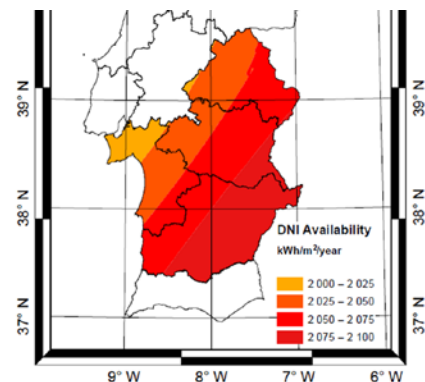 39° N
39° N
38° N
38° N
DNI Availability
kWh/m²/year
2 000 – 2 025
2 025 – 2 050
2 050 – 2 075
2 075 – 2 100
37° N
37° N
9° W
8° W
7° W
6° W